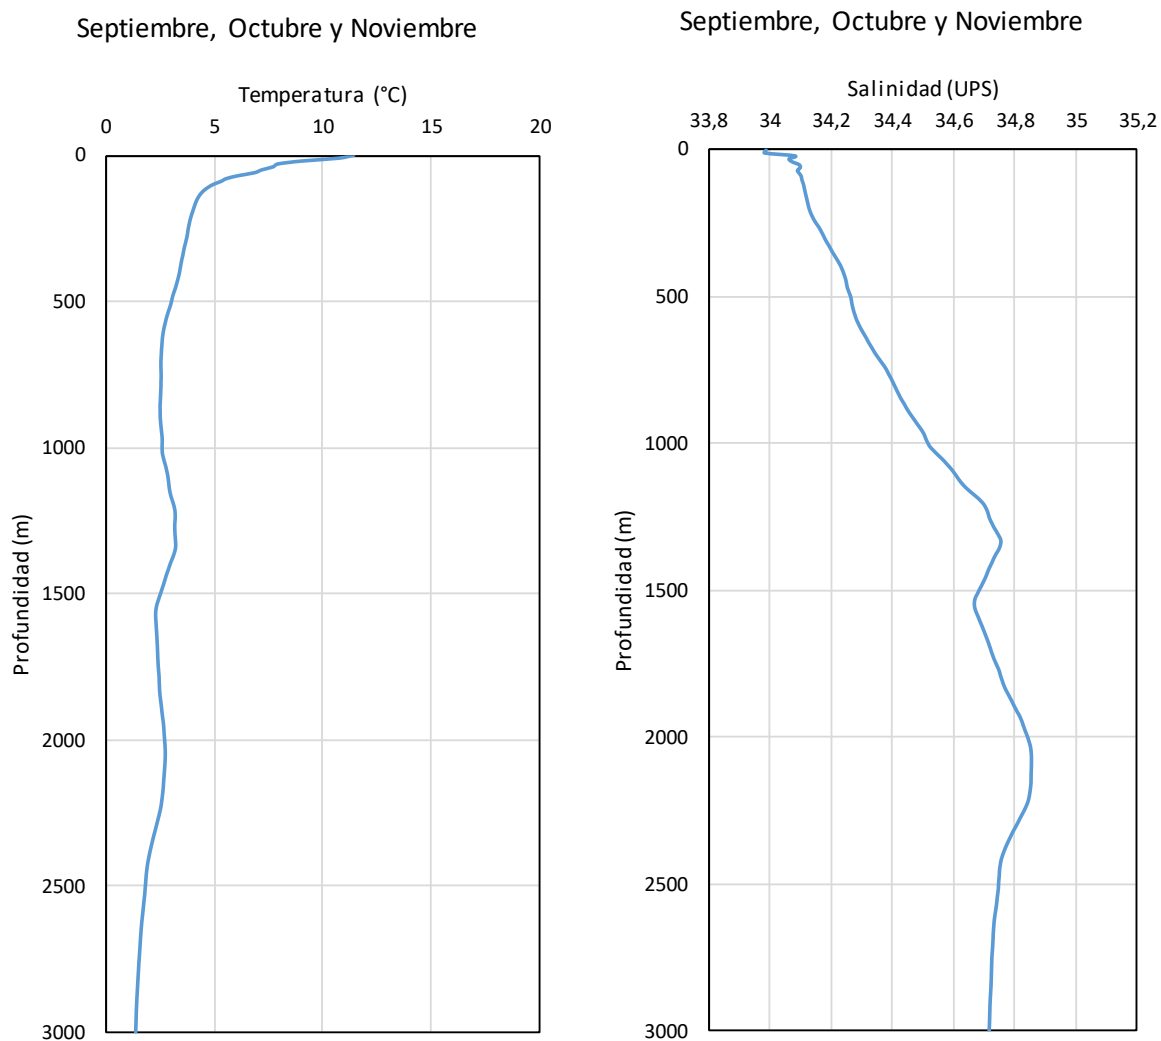 Septiembre, Octubre y Noviembre
Temperatura (°C)
0 5 10 15 20
0
500
1000
1500
2000
2500
3000
Profundidad (m)
Septiembre, Octubre y Noviembre
Salinidad (UPS)
33,8 34 34,2 34,4 34,6 34,8 35 35,2
0
500
1000
1500
2000
2500
3000
Profundidad (m)